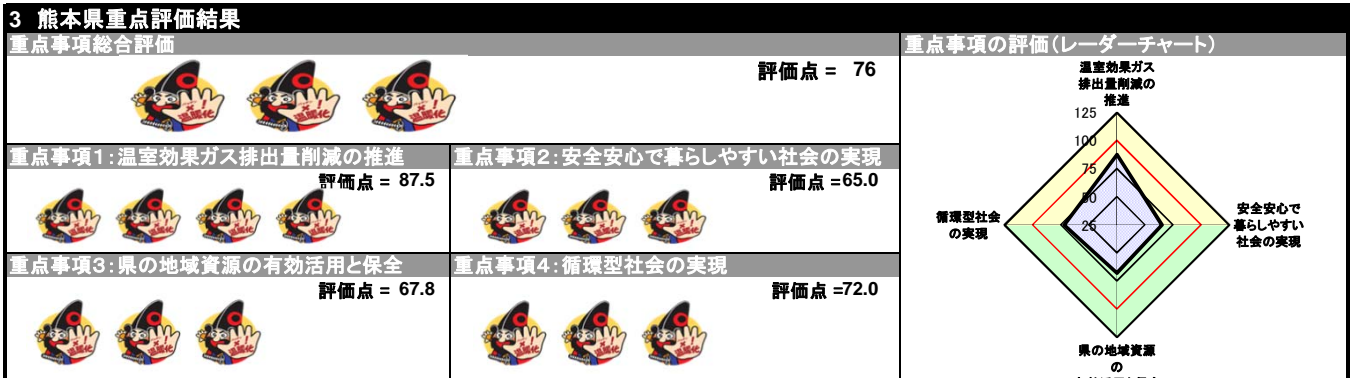 3 熊本県重点評価結果
重点事項総合評価
評価点 = 76
重点事項1：温室効果ガス排出量削減の推進
評価点 = 87.5
重点事項2：安全安心で暮らしやすい社会の実現
評価点 =65.0
重点事項3：県の地域資源の有効活用と保全
評価点 = 67.8
重点事項4：循環型社会の実現
評価点 =72.0
重点事項の評価（レーダーチャート）
温室効果ガス
排出量削減の
推進
125
100
75
50
25
循環型社会
の実現
安全安心で
暮らしやすい
社会の実現
県の地域資源
の